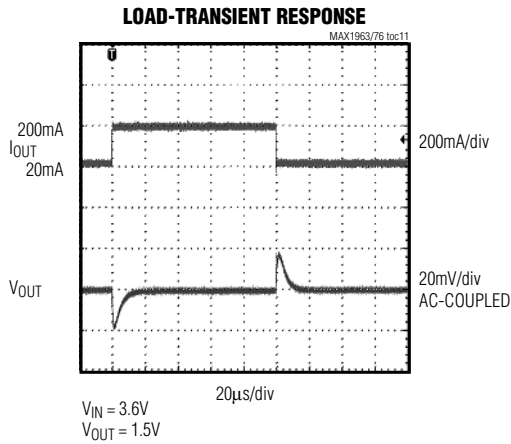 LOAD-TRANSIENT RESPONSE
MAX1963/76 toc11
T
200mA
IOUT
20mA
200mA/div
VOUT
20mV/div
AC-COUPLED
20µs/div
VIN = 3.6V
VOUT = 1.5V